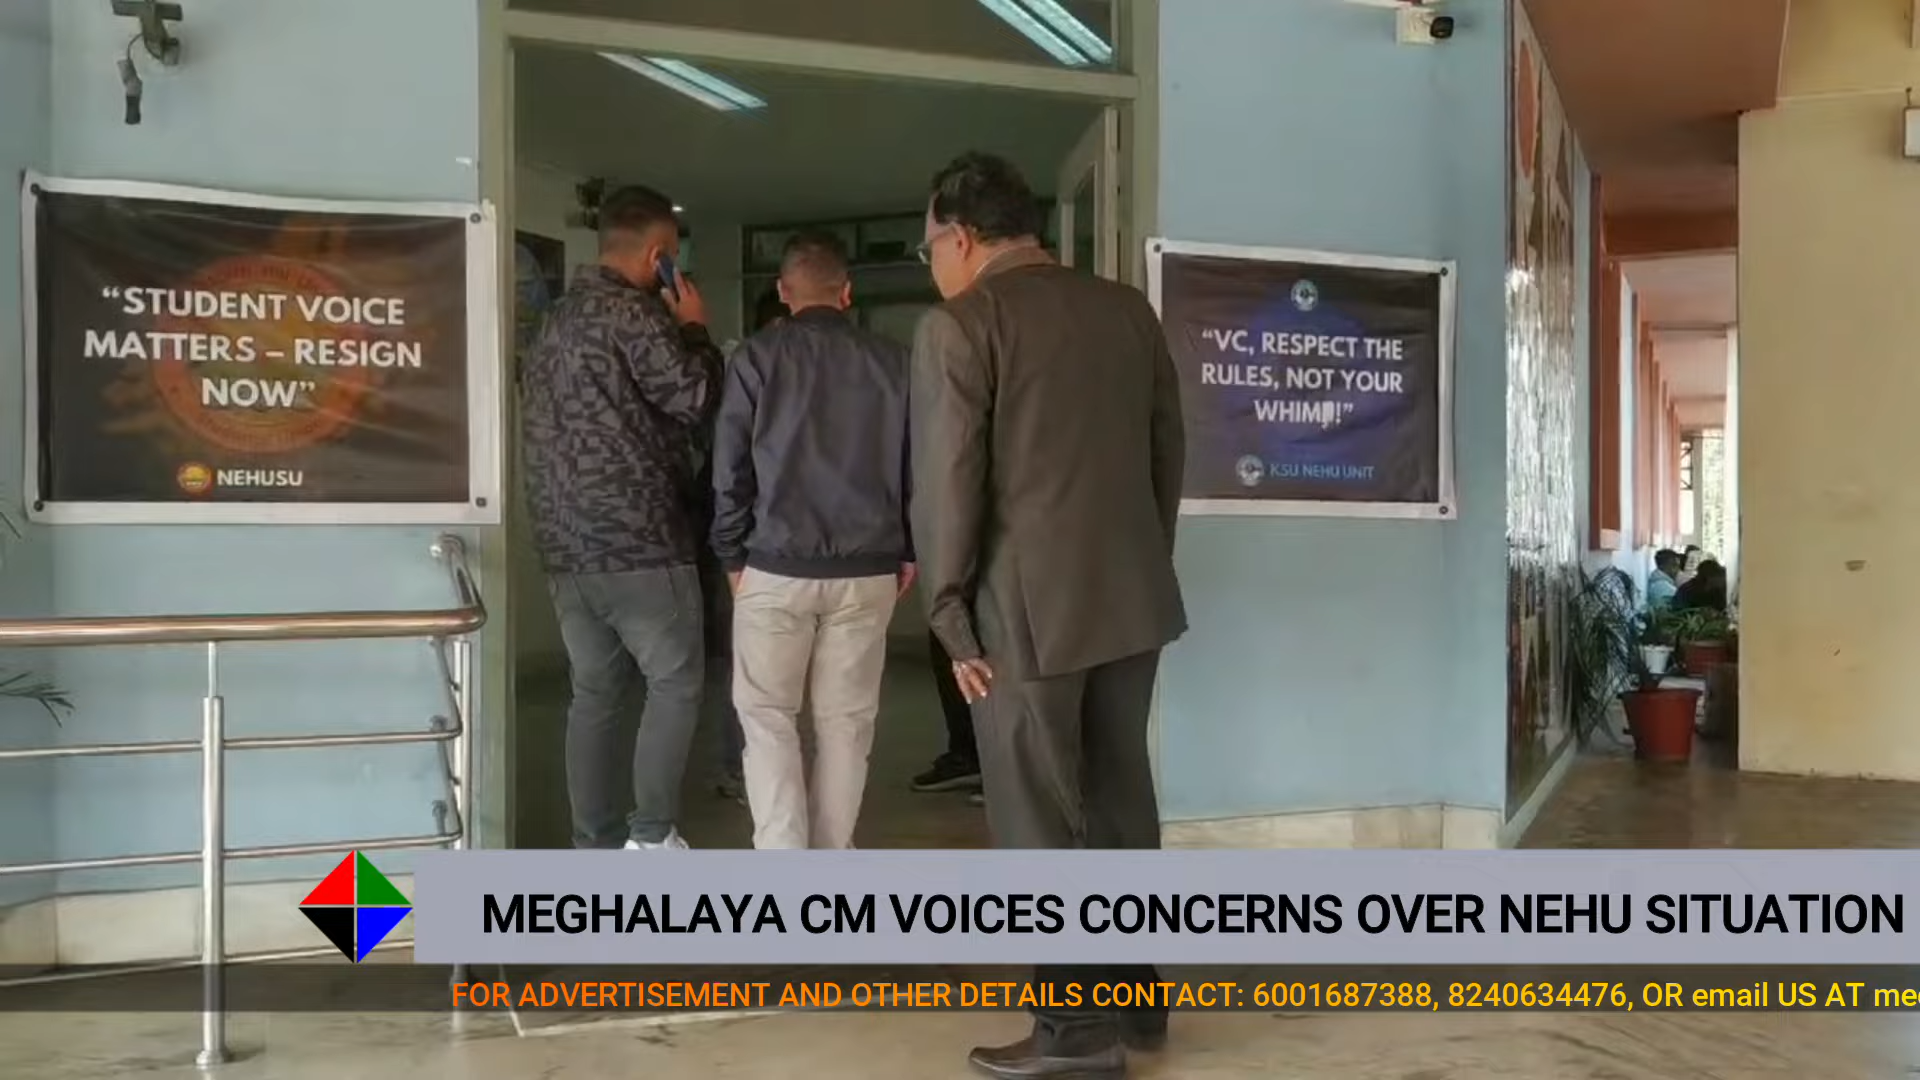 “STUDENT VOICE
MATTERS – RESIGN
NOW”
NEHUSU
“VC, RESPECT THE
RULES, NOT YOUR
KSU NEHU UNIT
MEGHALAYA CM VOICES CONCERNS OVER NEHU SITUATION
FOR ADVERTISEMENT AND OTHER DETAILS CONTACT: 6001687388, 8240634476, OR email US AT